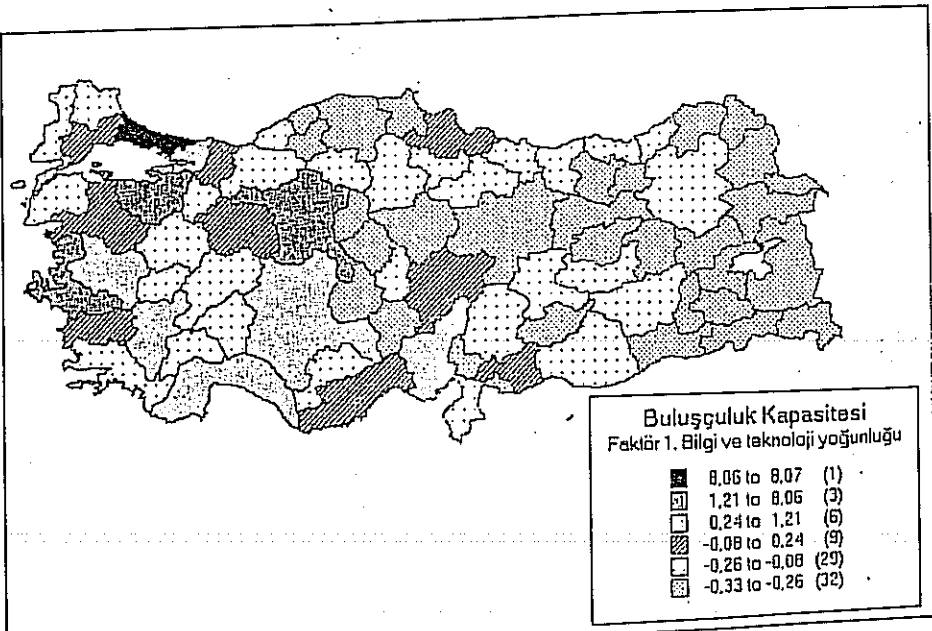 Buluşçuluk Kapasitesi
Faktör 1. Bilgi ve teknoloji yoğunluğu
8,06 to 8,07 (1)
1,21 to 8,06 (3)
0,24 to 1,21 (6)
-0,08 to 0,24 (9)
-0,26 to -0,08 (29)
-0,33 to -0,26 (32)